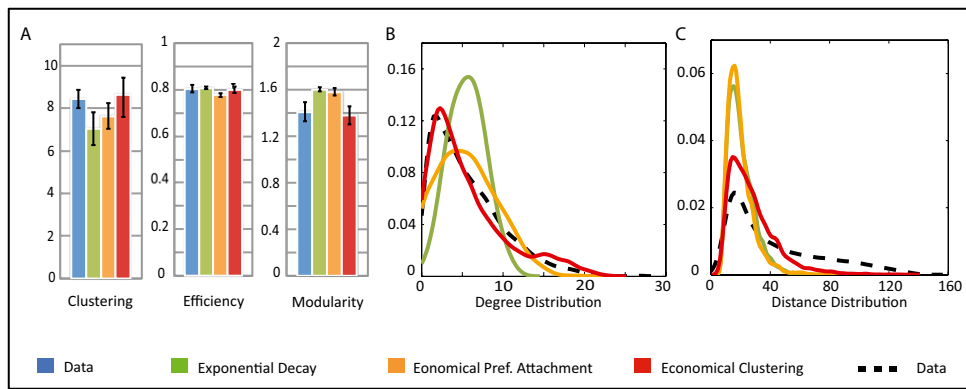 A
B
C
10
8
6
4
2
0
Clustering
1
0.8
0.6
0.4
0.2
0
Efficiency
2
1.6
1.2
0.8
0.4
0
Modularity
0.16
0.12
0.08
0.04
0
0 10 20 30
Degree Distribution
0.06
0.04
0.02
0
0 40 80 120 160
Distance Distribution
Data
Exponential Decay
Eonomical Pref. Attachment
Economical Clustering
Data